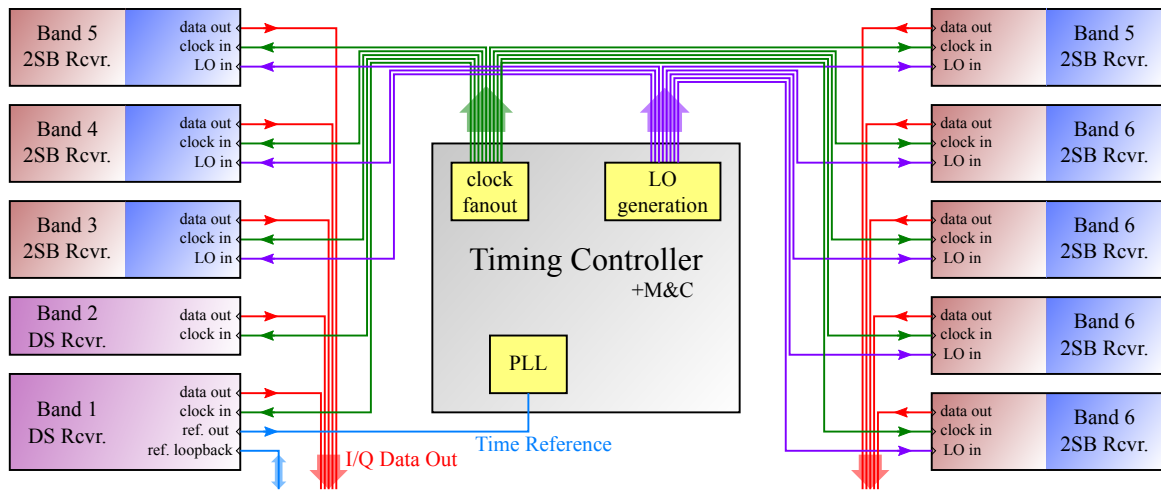 Band 5
2SB Rcvr.
data out
clock in
LO in
Band 4
2SB Rcvr.
data out
clock in
LO in
Band 3
2SB Rcvr.
data out
clock in
LO in
Band 2
DS Rcvr.
data out
clock in
Band 1
DS Rcvr.
data out
clock in
ref. out
ref. loopback
I/Q Data Out
clock
fanout
LO
generation
Timing Controller
+M&C
PLL
Time Reference
data out
clock in
LO in
Band 5
2SB Rcvr.
data out
clock in
LO in
Band 6
2SB Rcvr.
data out
clock in
LO in
Band 6
2SB Rcvr.
data out
clock in
LO in
Band 6
2SB Rcvr.
data out
clock in
LO in
Band 6
2SB Rcvr.